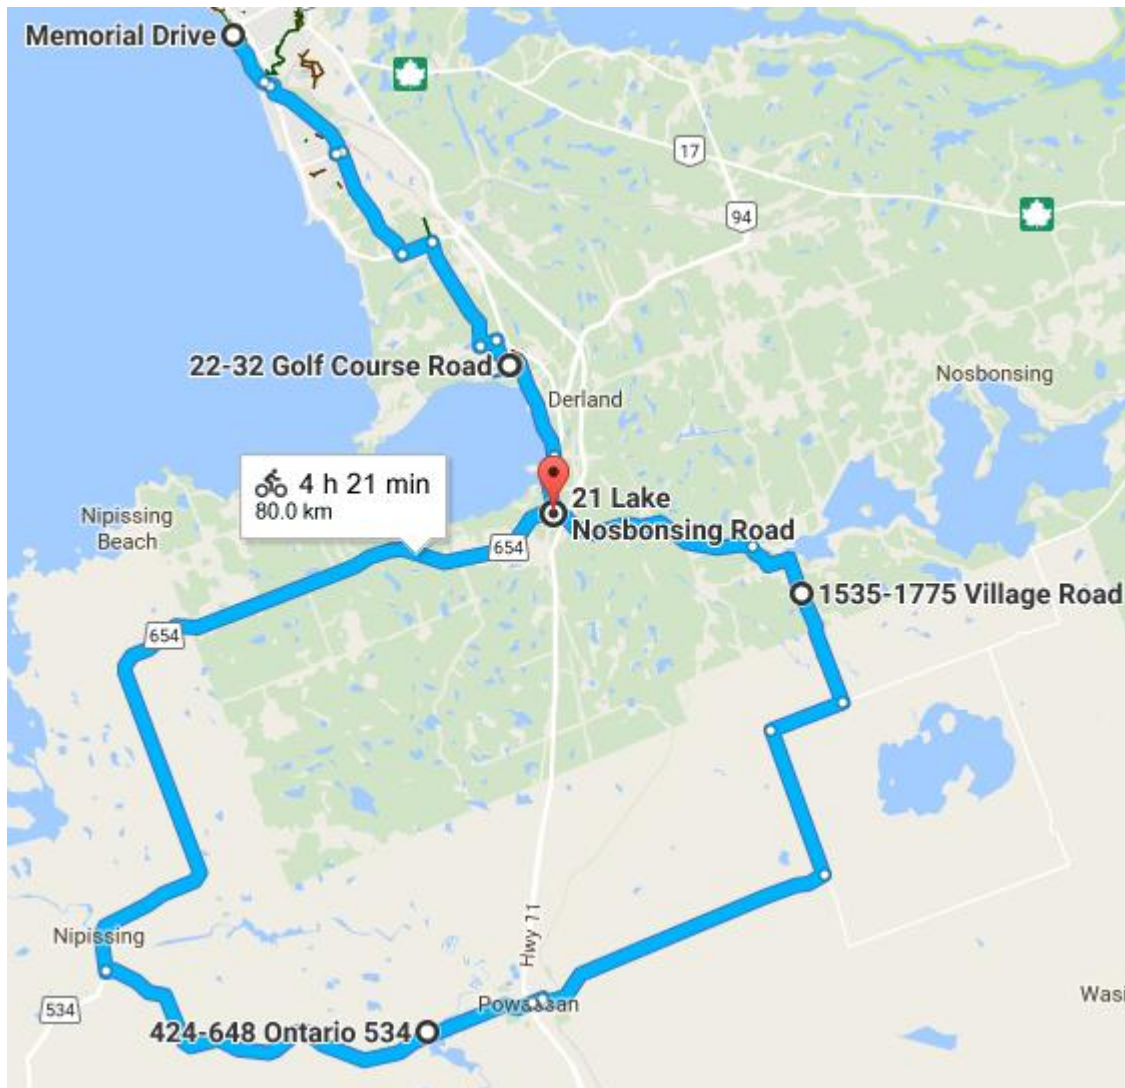 Memorial Drive
17
94
22-32 Golf Course Road
Derland
Nosbonsing
4 h 21 min
80.0 km
Nipissing
Beach
21 Lake
Nosbonsing Road
654
1535-1775 Village Road
654
Hwy 11
Nipissing
534
Powassan
Wasi
424-648 Ontario 534